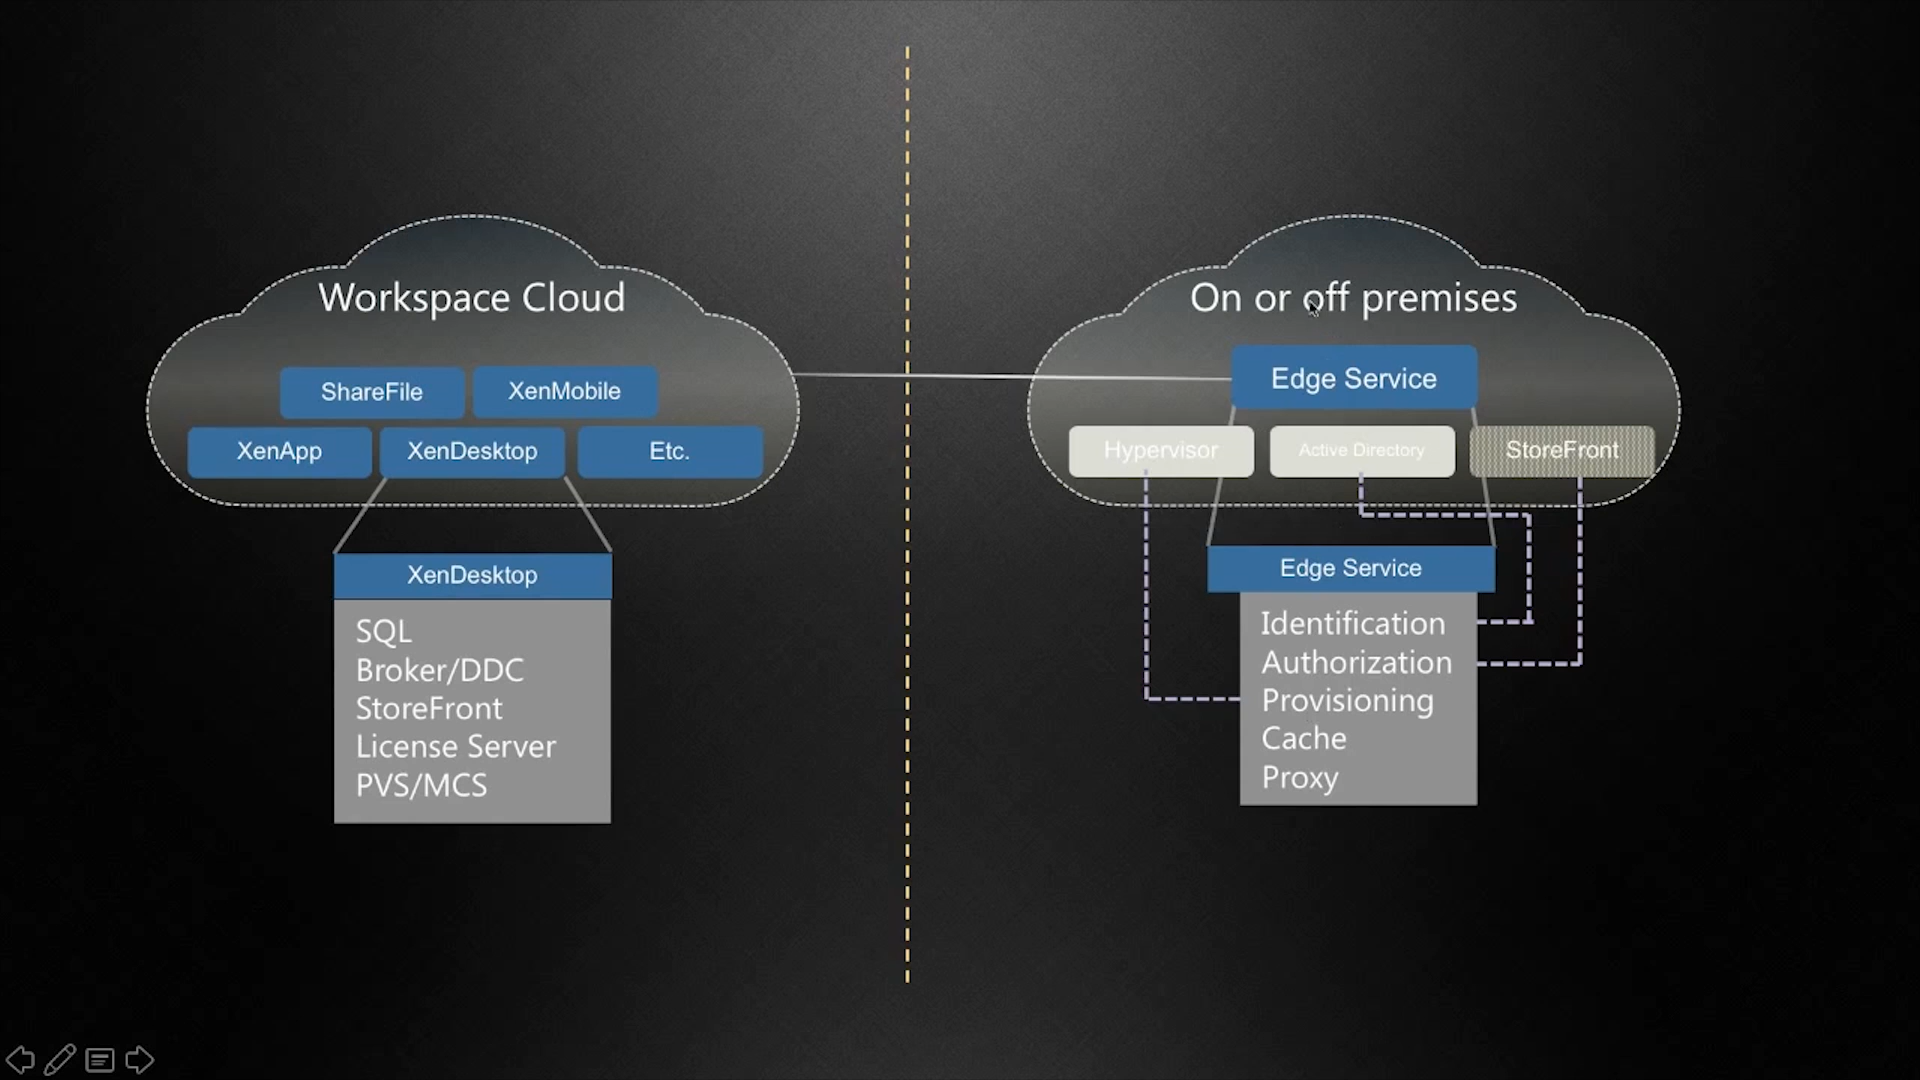 Workspace Cloud
ShareFile
XenMobile
XenApp
XenDesktop
Etc.
XenDesktop
SQL
Broker/DDC
StoreFront
License Server
PVS/MCS
On or off premises
Edge Service
Hypervisor
Active Directory
StoreFront
Edge Service
Identification
Authorization
Provisioning
Cache
Proxy